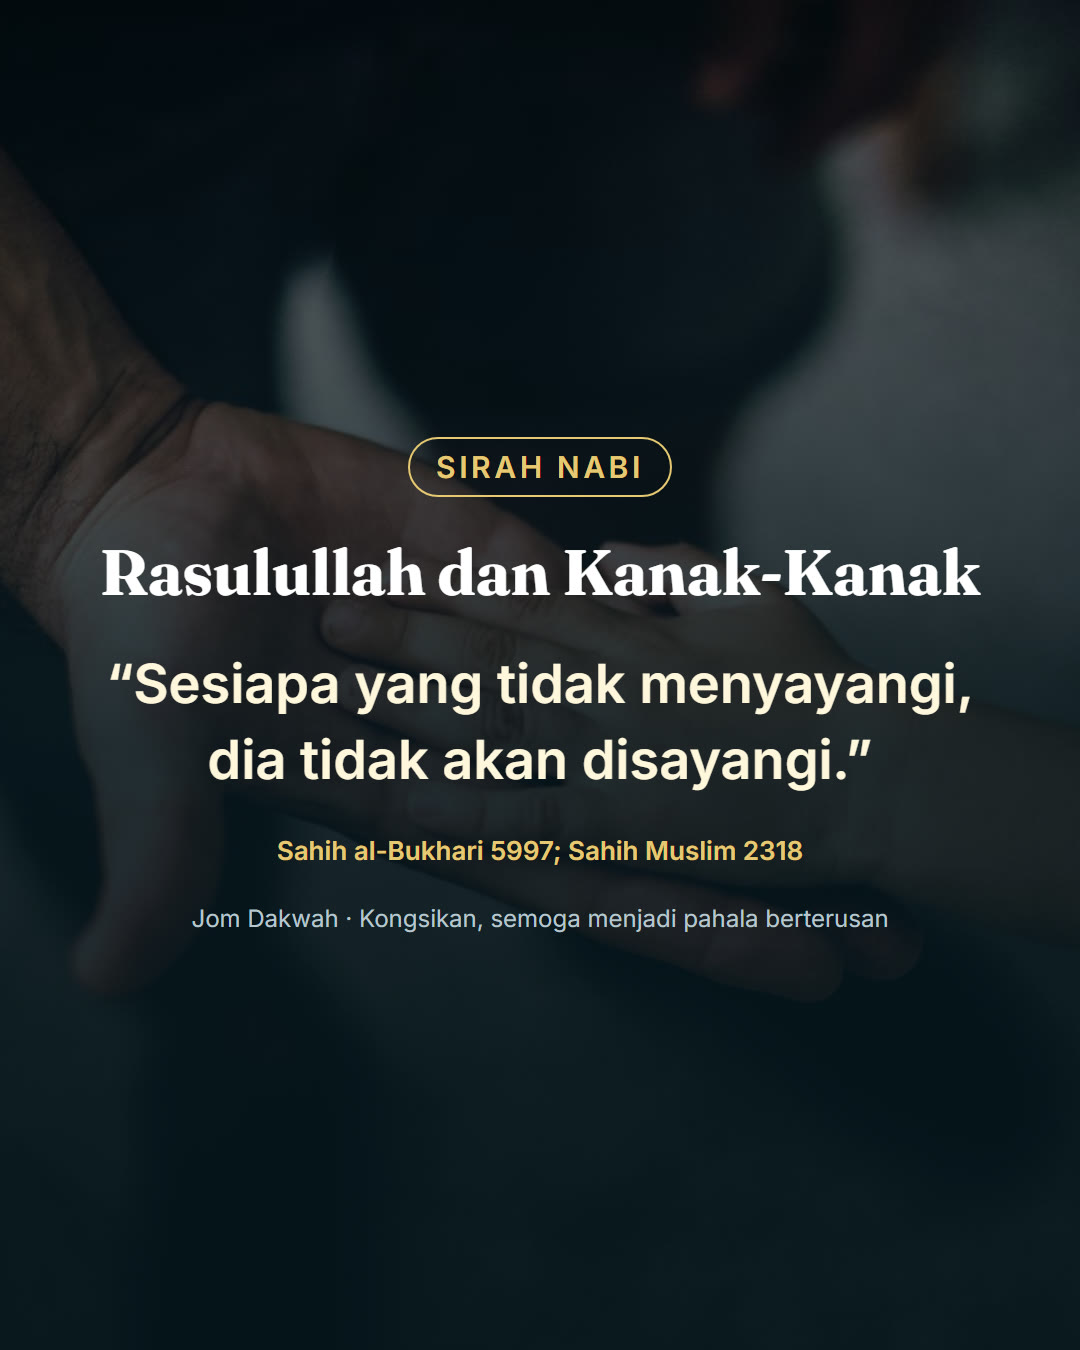 SIRAH NABI
Rasulullah dan Kanak-Kanak
“Sesiapa yang tidak menyayangi,
dia tidak akan disayangi.”
Sahih al-Bukhari 5997; Sahih Muslim 2318
Jom Dakwah · Kongsikan, semoga menjadi pahala berterusan